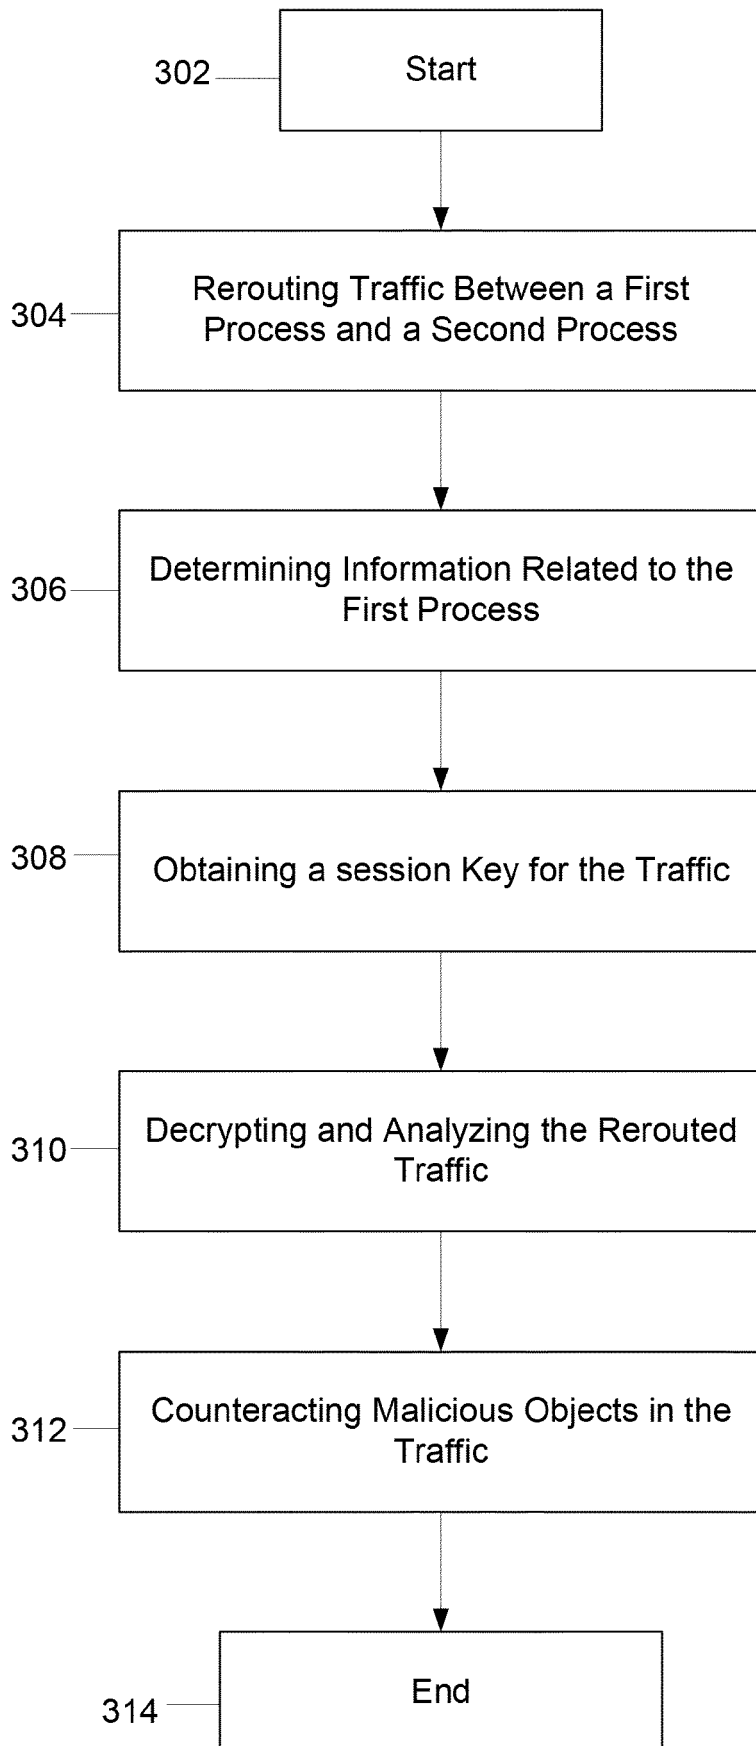 302
Start
304
Rerouting Traffic Between a First
Process and a Second Process
306
Determining Information Related to the
First Process
308
Obtaining a session Key for the Traffic
310
Decrypting and Analyzing the Rerouted
Traffic
312
Counteracting Malicious Objects in the
Traffic
314
End